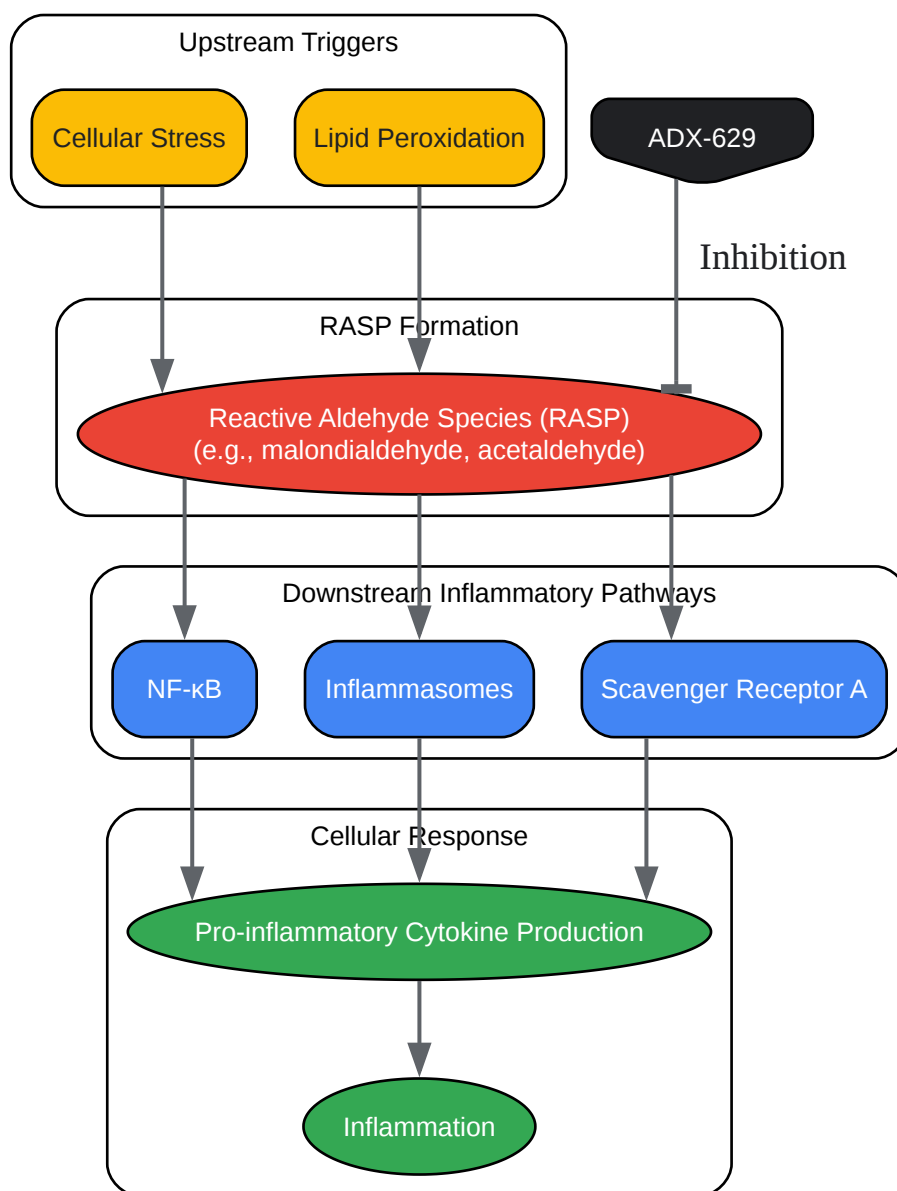 Upstream Triggers
Cellular Stress
Lipid Peroxidation
ADX-629
Inhibition
RASP Formation
Reactive Aldehyde Species (RASP)
(e.g., malondialdehyde, acetaldehyde)
Downstream Inflammatory Pathways
NF-κB
Inflammasomes
Scavenger Receptor A
Cellular Response
Pro-inflammatory Cytokine Production
Inflammation